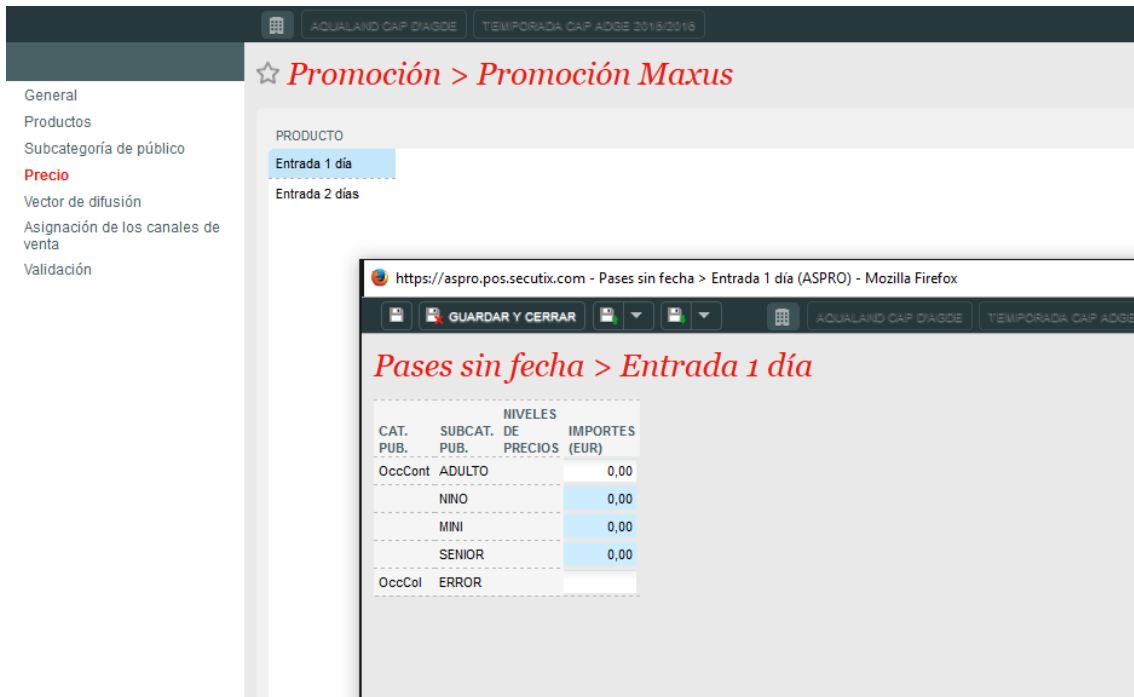 AQUALAND CAP D'AGDE TEMPORADA CAP ADGE 2015/2016
Promoción > Promoción Maxus
General
Productos
Subcategoría de público
Precio
Vector de difusión
Asignación de los canales de
venta
Validación
PRODUCTO
Entrada 1 día
Entrada 2 días
https://aspro.pos.secutix.com - Pases sin fecha > Entrada 1 día (ASPRO) - Mozilla Firefox
GUARDAR Y CERRAR AQUALAND CAP D'AGDE TEMPORADA CAP ADGE
Pases sin fecha > Entrada 1 día
CAT. PUB. SUBCAT. PUB. NIVELES DE PRECIOS IMPORTES (EUR)
OccCont ADULTO 0,00
NINO 0,00
MINI 0,00
SENIOR 0,00
OccCol ERROR